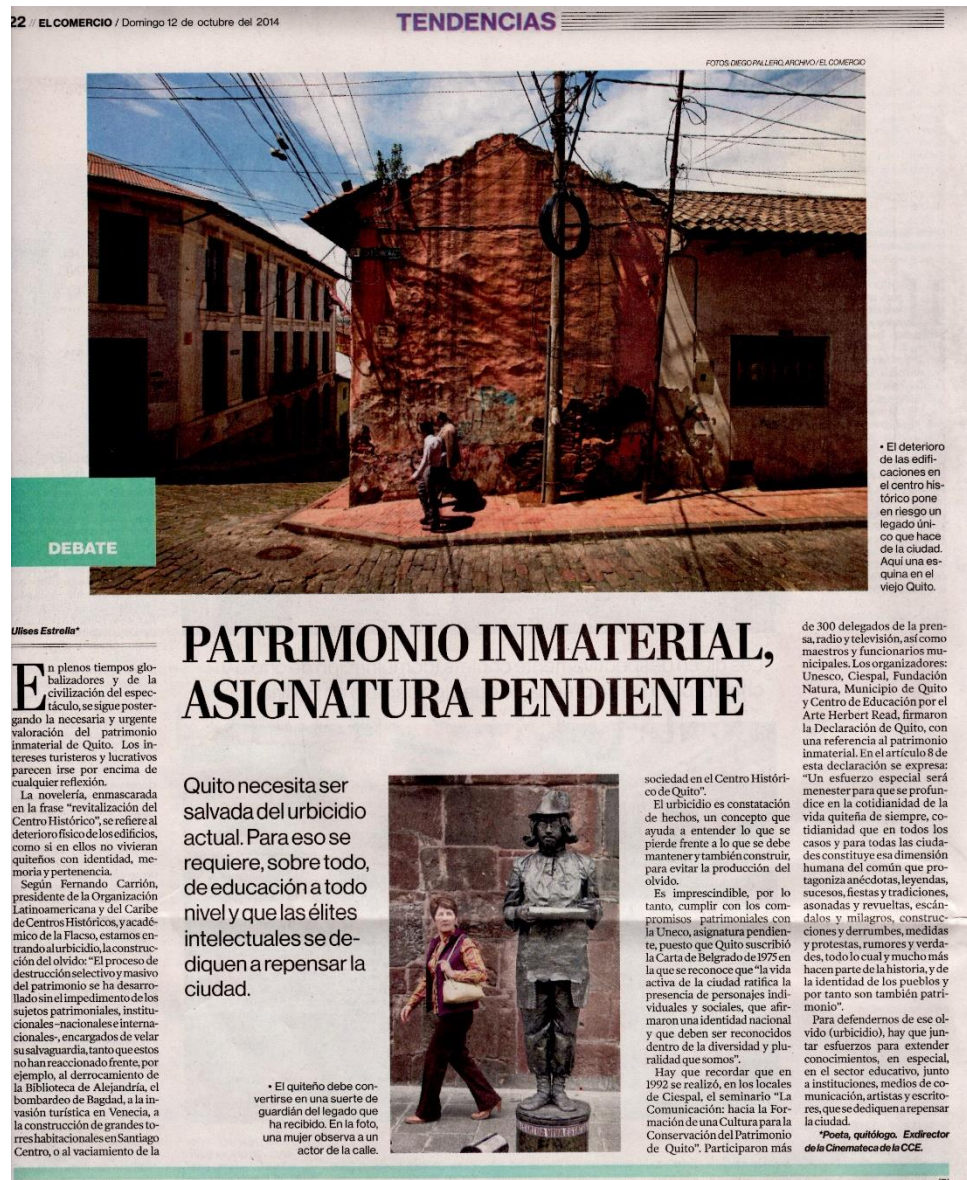 22 // EL COMERCIO / Domingo 12 de octubre del 2014
TENDENCIAS
FOTOS: DIEGO PALLERO, ARCHIVO / EL COMERCIO
• El deterioro
de las edifi-
caciones en
el centro his-
tórico pone
en riesgo un
legado úni-
co que hace
de la ciudad.
Aquí una es-
quina en el
viejo Quito.
DEBATE
PATRIMONIO INMATERIAL,
ASIGNATURA PENDIENTE
Ulises Estrella*
En plenos tiempos glo-
balizadores y de la
civilización del espec-
táculo, se sigue poster-
gando la necesaria y urgente
valoración del patrimonio
inmaterial de Quito. Los in-
tereses turisteros y lucrativos
parecen irse por encima de
cualquier reflexión.
La novelería, enmascarada
en la frase “revitalización del
Centro Histórico”, se refiere al
deterioro físico de los edificios,
como si en ellos no vivieran
quiteños con identidad, me-
moria y pertenencia.
Según Fernando Carrión,
presidente de la Organización
Latinoamericana y del Caribe
de Centros Históricos, y acadé-
mico de la Flacso, estamos en-
trando al urbicidio, la construc-
ción del olvido: “El proceso de
destrucción selectivo y masivo
del patrimonio se ha desarro-
llado sin el impedimento de los
sujetos patrimoniales, institu-
cionales –nacionales e interna-
cionales-, encargados de velar
su salvaguardia, tanto que estos
no han reaccionado frente, por
ejemplo, al derrocamiento de
la Biblioteca de Alejandría, el
bombardeo de Bagdad, a la in-
vasión turística en Venecia, a
la construcción de grandes to-
rres habitacionales en Santiago
Centro, o al vaciamiento de la
Quito necesita ser
salvada del urbicidio
actual. Para eso se
requiere, sobre todo,
de educación a todo
nivel y que las élites
intelectuales se de-
diquen a repensar la
ciudad.
• El quiteño debe con-
vertirse en una suerte de
guardián del legado que
ha recibido. En la foto,
una mujer observa a un
actor de la calle.
sociedad en el Centro Históri-
co de Quito”.
El urbicidio es constatación
de hechos, un concepto que
ayuda a entender lo que se
pierde frente a lo que se debe
mantener y también construir,
para evitar la producción del
olvido.
Es imprescindible, por lo
tanto, cumplir con los com-
promisos patrimoniales con
la Uneco, asignatura pendien-
te, puesto que Quito suscribió
la Carta de Belgrado de 1975 en
la que se reconoce que “la vida
activa de la ciudad ratifica la
presencia de personajes indi-
viduales y sociales, que afir-
maron una identidad nacional
y que deben ser reconocidos
dentro de la diversidad y plu-
ralidad que somos”.
Hay que recordar que en
1992 se realizó, en los locales
de Ciespal, el seminario “La
Comunicación: hacia la For-
mación de una Cultura para la
Conservación del Patrimonio
de Quito”. Participaron más
de 300 delegados de la pren-
sa, radio y televisión, así como
maestros y funcionarios mu-
nicipales. Los organizadores:
Unesco, Ciespal, Fundación
Natura, Municipio de Quito
y Centro de Educación por el
Arte Herbert Read, firmaron
la Declaración de Quito, con
una referencia al patrimonio
inmaterial. En el artículo 8 de
esta declaración se expresa:
“Un esfuerzo especial será
menester para que se profun-
dice en la cotidianidad de la
vida quiteña de siempre, co-
tidianidad que en todos los
casos y para todas las ciuda-
des constituye esa dimensión
humana del común que pro-
tagoniza anécdotas, leyendas,
sucesos, fiestas y tradiciones,
asonadas y revueltas, escán-
dalos y milagros, construc-
ciones y derrumbes, medidas
y protestas, rumores y verda-
des, todo lo cual y mucho más
hacen parte de la historia, y de
la identidad de los pueblos y
por tanto son también patri-
monio”.
Para defendernos de ese ol-
vido (urbicidio), hay que jun-
tar esfuerzos para extender
conocimientos, en especial,
en el sector educativo, junto
a instituciones, medios de co-
municación, artistas y escrito-
res, que se dediquen a repensar
la ciudad.
*Poeta, quitólogo. Exdirector
de la Cinemateca de la CCE.